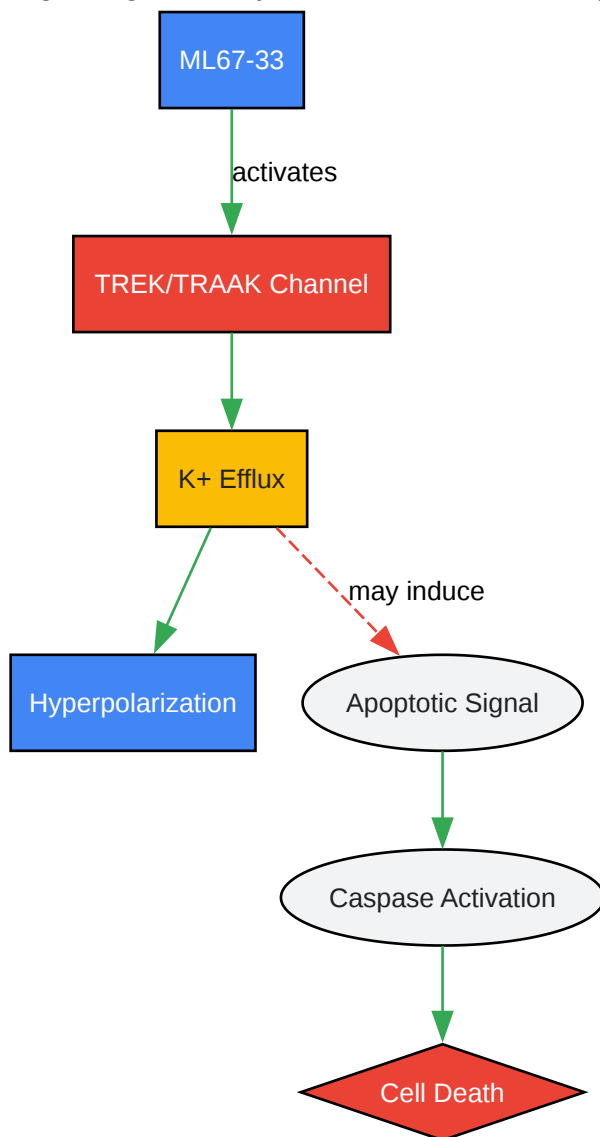 ML67-33
activates
TREK/TRAAK Channel
K+ Efflux
may induce
Hyperpolarization
Apoptotic Signal
Caspase Activation
Cell Death